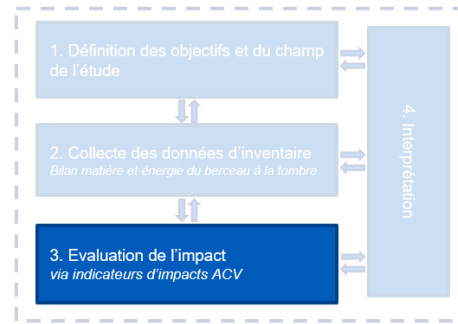 1. Définition des objectifs et du champ
de l'étude
2. Collecte des données d'inventaire
Bilan matière et énergie du berceau à la tombre
3. Evaluation de l'impact
via indicateurs d'impacts ACV
4. Interprétation